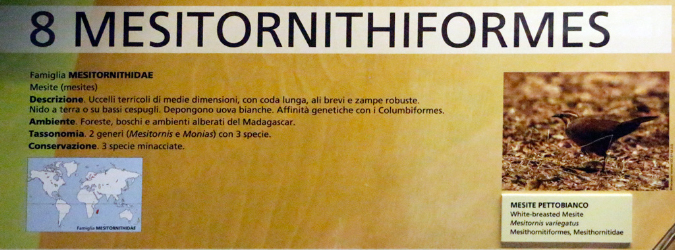 8 MESITORNITHIFORMES
Famiglia MESITORNITHIDAE
Mesite (mesites)
Descrizione. Uccelli terricoli di medie dimensioni, con coda lunga, ali brevi e zampe robuste.
Nido a terra o su bassi cespugli. Depongono uova bianche. Affinità genetiche con i Columbiformes.
Ambiente. Foreste, boschi e ambienti alberati del Madagascar.
Tassonomia. 2 generi (Mesitornis e Monias) con 3 specie.
Conservazione. 3 specie minacciate.
Famiglia MESITORNITHIDAE
MESITE PETTOBIANCO
White-breasted Mesite
Mesitornis variegatus
Mesithornitiformes, Mesithornitidae